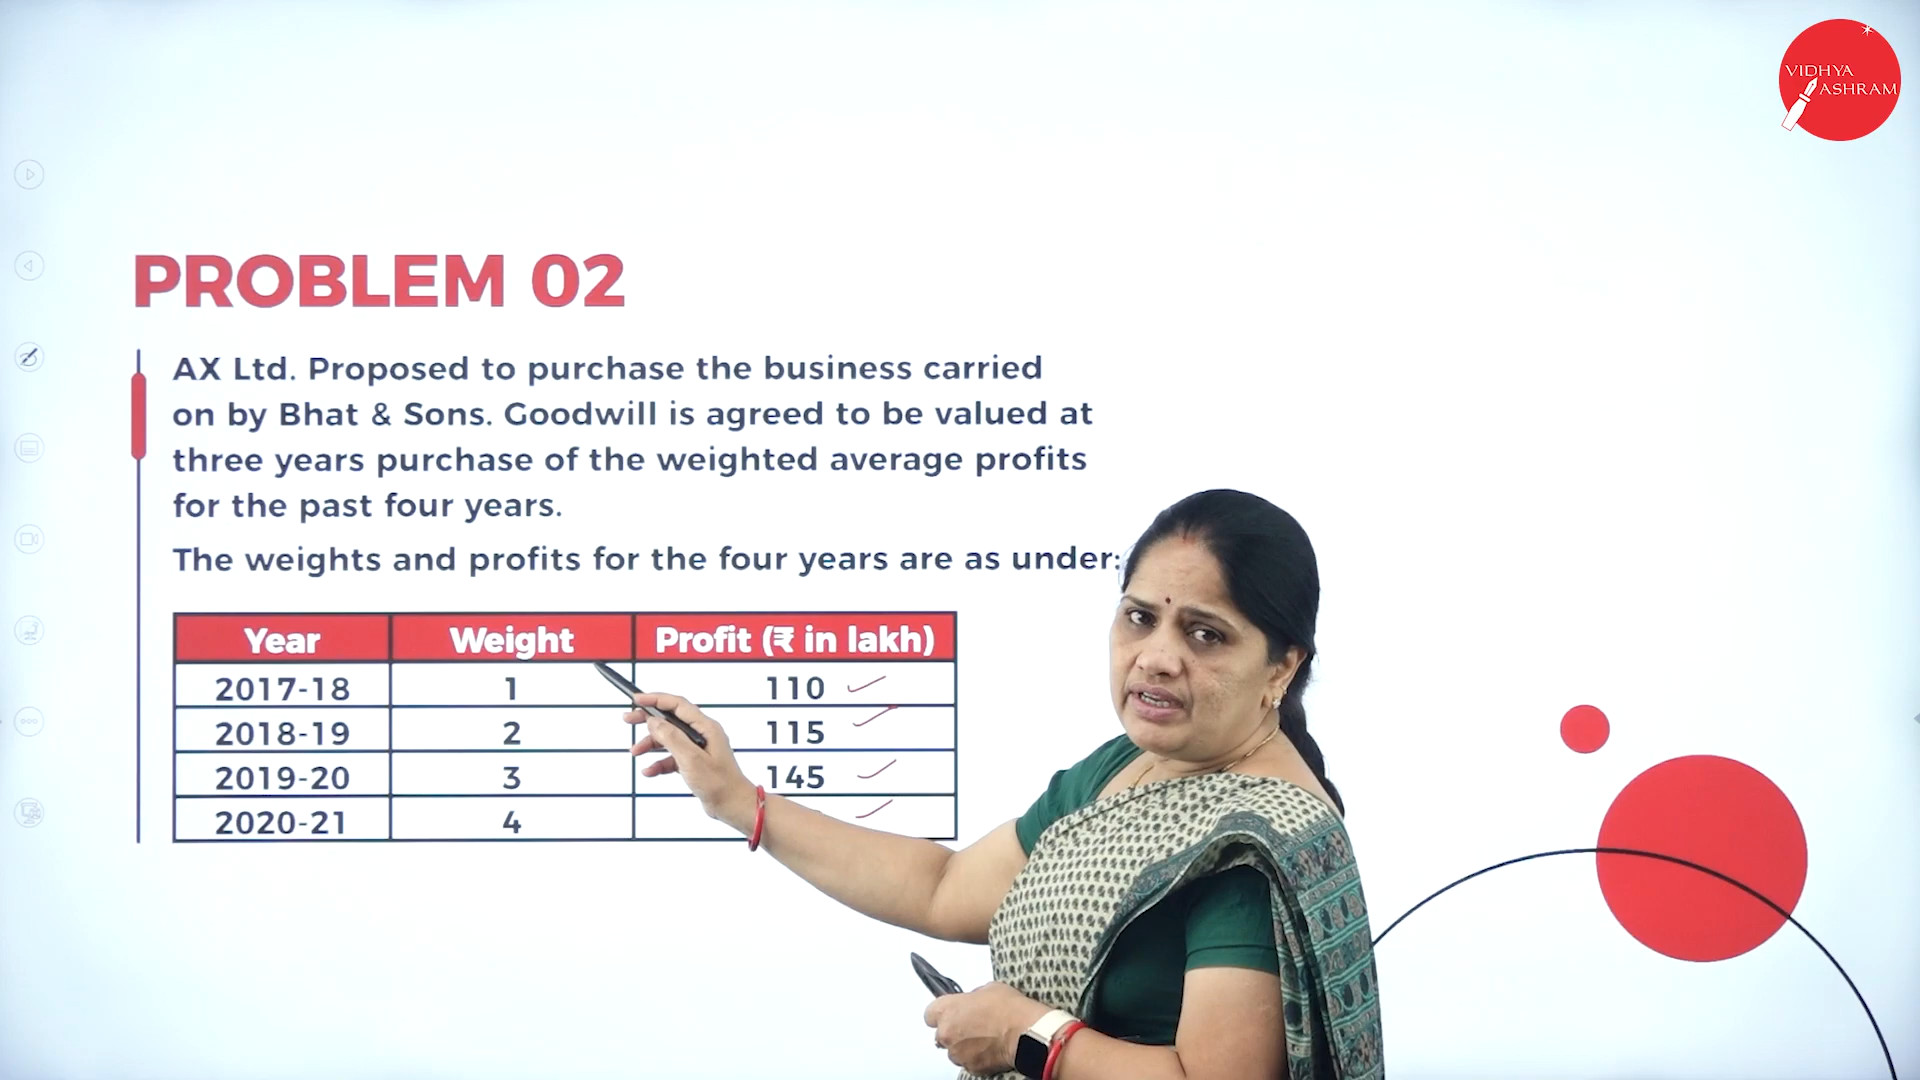 VIDHYA
ASHRAM
PROBLEM 02
AX Ltd. Proposed to purchase the business carried
on by Bhat & Sons. Goodwill is agreed to be valued at
three years purchase of the weighted average profits
for the past four years.
The weights and profits for the four years are as under:
Year Weight Profit (₹ in lakh)
2017-18 1 110
2018-19 2 115
2019-20 3 145
2020-21 4